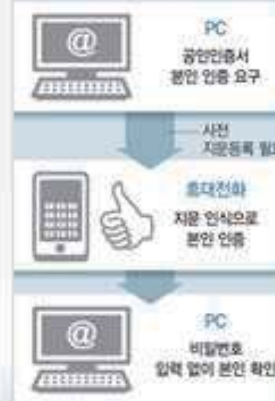 @
PC
공인인증서
본인 인증 요구
사전
지문등록 필요
휴대전화
지문 인식으로
본인 인증
@
PC
비밀번호
입력 없이 본인 확인